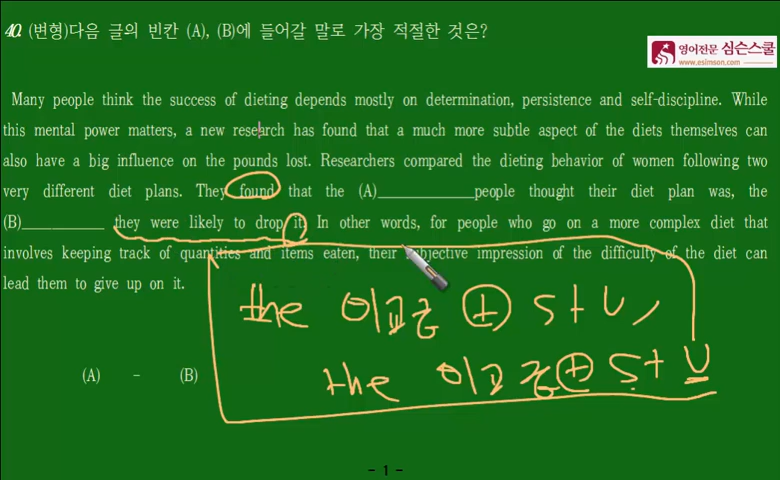 40. (변형)다음 글의 빈칸 (A), (B)에 들어갈 말로 가장 적절한 것은?
영어전문 심슨스쿨
www.esimson.com
Many people think the success of dieting depends mostly on determination, persistence and self-discipline. While
this mental power matters, a new research has found that a much more subtle aspect of the diets themselves can
also have a big influence on the pounds lost. Researchers compared the dieting behavior of women following two
very different diet plans. They found that the (A)____________people thought their diet plan was, the
(B)__________ they were likely to drop it. In other words, for people who go on a more complex diet that
involves keeping track of quantities and items eaten, their subjective impression of the difficulty of the diet can
lead them to give up on it.
the 비교급 + S + V,
the 비교급 + S + V
(A) - (B)
- 1 -